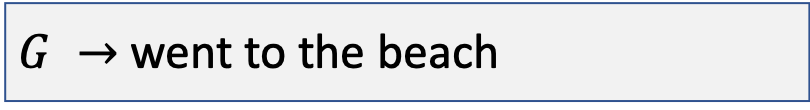 G → went to the beach